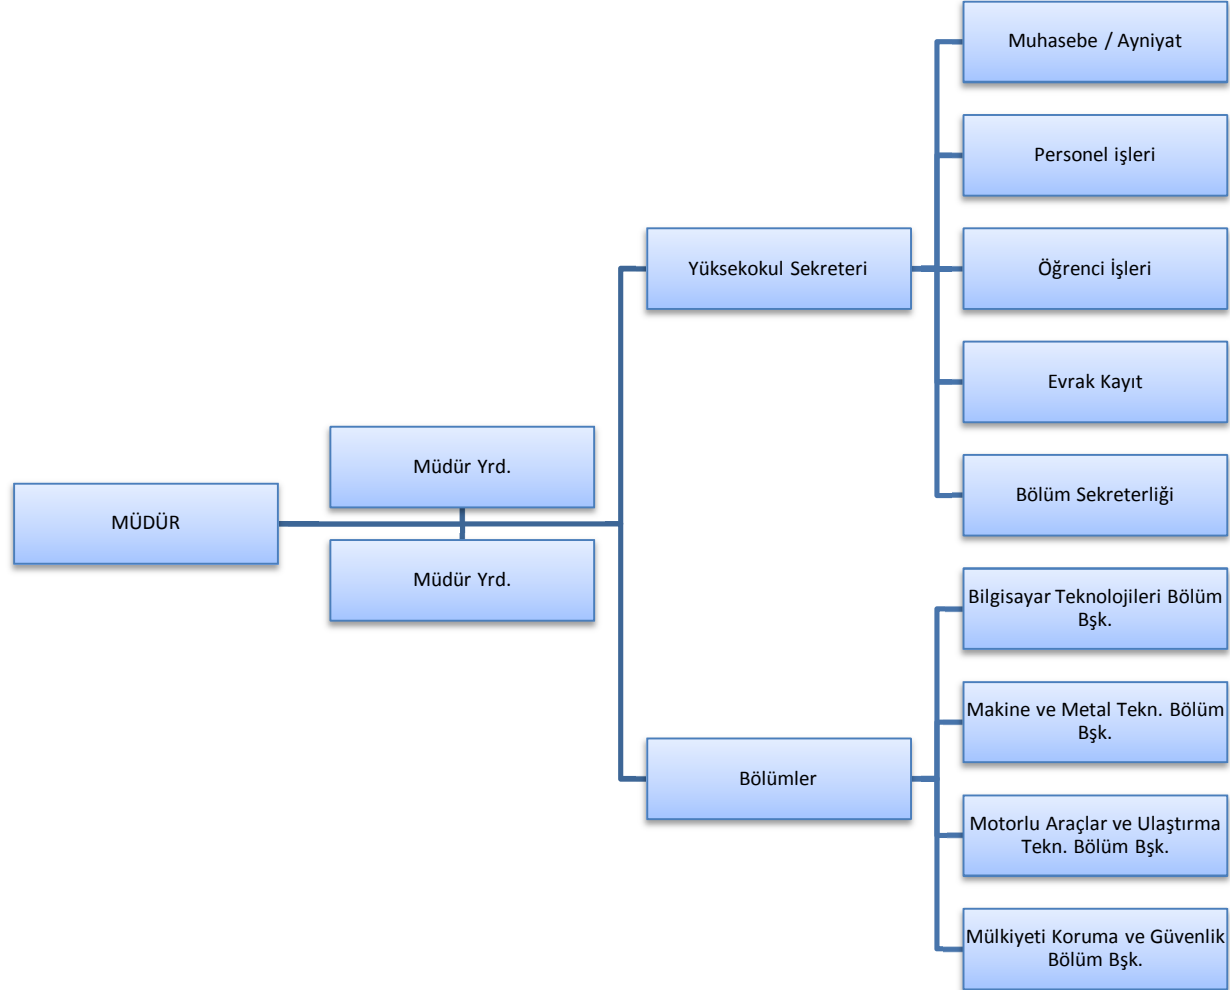 MÜDÜR
Müdür Yrd.
Müdür Yrd.
Yüksekokul Sekreteri
Muhasebe / Ayniyat
Personel işleri
Öğrenci İşleri
Evrak Kayıt
Bölüm Sekreterliği
Bölümler
Bilgisayar Teknolojileri Bölüm
Bşk.
Makine ve Metal Tekn. Bölüm
Bşk.
Motorlu Araçlar ve Ulaştırma
Tekn. Bölüm Bşk.
Mülkiyeti Koruma ve Güvenlik
Bölüm Bşk.